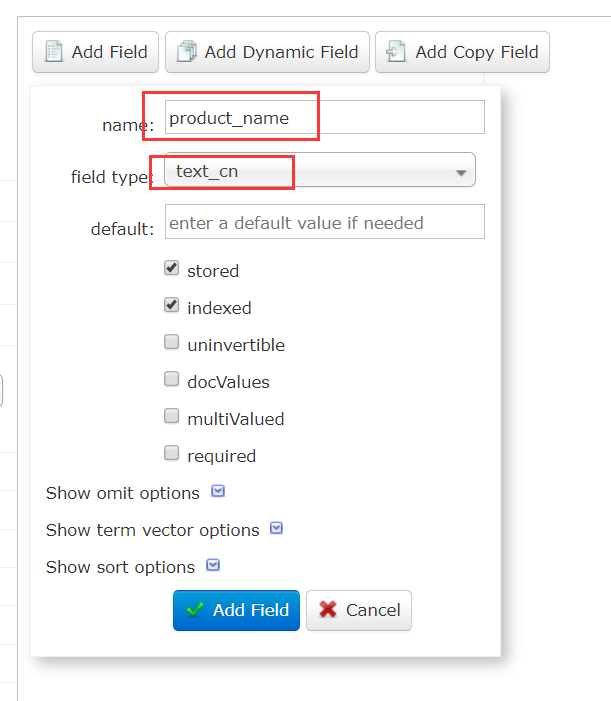 Add Field Add Dynamic Field Add Copy Field
name: product_name
field type: text_cn
default: enter a default value if needed
stored
indexed
uninvertible
docValues
multiValued
required
Show omit options
Show term vector options
Show sort options
Add Field Cancel